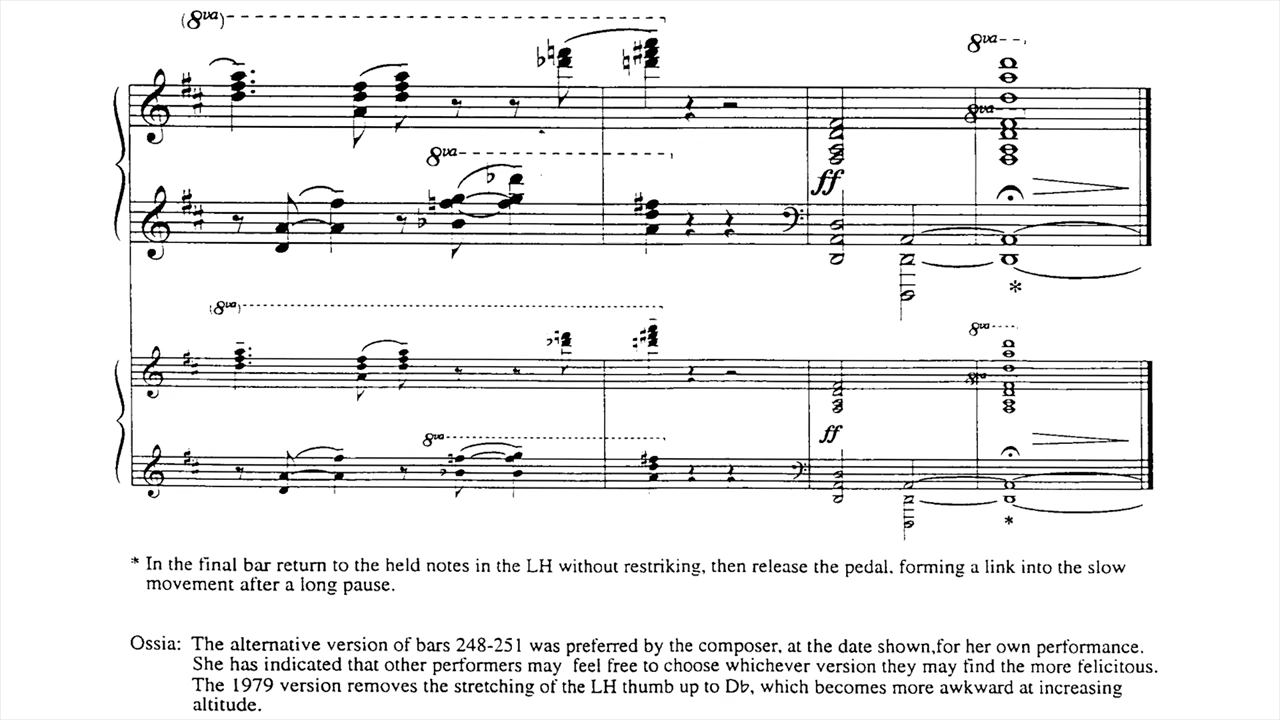 (8va)
8va
8va
8va
ff
*
(8va)
8va
8va
ff
*
* In the final bar return to the held notes in the LH without restriking, then release the pedal, forming a link into the slow
movement after a long pause.
Ossia: The alternative version of bars 248-251 was preferred by the composer, at the date shown,for her own performance.
She has indicated that other performers may feel free to choose whichever version they may find the more felicitous.
The 1979 version removes the stretching of the LH thumb up to D♭, which becomes more awkward at increasing
altitude.